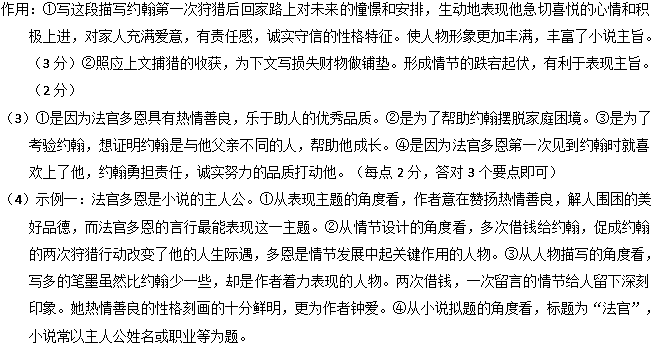 作用：①写这段描写约翰第一次狩猎后回家路上对未来的憧憬和安排，生动地表现他急切喜悦的心情和积
极上进，对家人充满爱意，有责任感，诚实守信的性格特征。使人物形象更加丰满，丰富了小说主旨。
（3 分）②照应上文捕猎的收获，为下文写损失财物做铺垫。形成情节的跌宕起伏，有利于表现主旨。
（2 分）
（3）①是因为法官多恩具有热情善良，乐于助人的优秀品质。②是为了帮助约翰摆脱家庭困境。③是为了
考验约翰，想证明约翰是与他父亲不同的人，帮助他成长。④是因为法官多恩第一次见到约翰时就喜
欢上了他，约翰勇担责任，诚实努力的品质打动他。（每点 2 分，答对 3 个要点即可）
（4）示例一：法官多恩是小说的主人公。①从表现主题的角度看，作者意在赞扬热情善良，解人围困的美
好品德，而法官多恩的言行最能表现这一主题。②从情节设计的角度看，多次借钱给约翰，促成约翰
的两次狩猎行动改变了他的人生际遇，多恩是情节发展中起关键作用的人物。③从人物描写的角度看，
写多的笔墨虽然比约翰少一些，却是作者着力表现的人物。两次借钱，一次留言的情节给人留下深刻
印象。她热情善良的性格刻画的十分鲜明，更为作者钟爱。④从小说拟题的角度看，标题为“法官”，
小说常以主人公姓名或职业等为题。